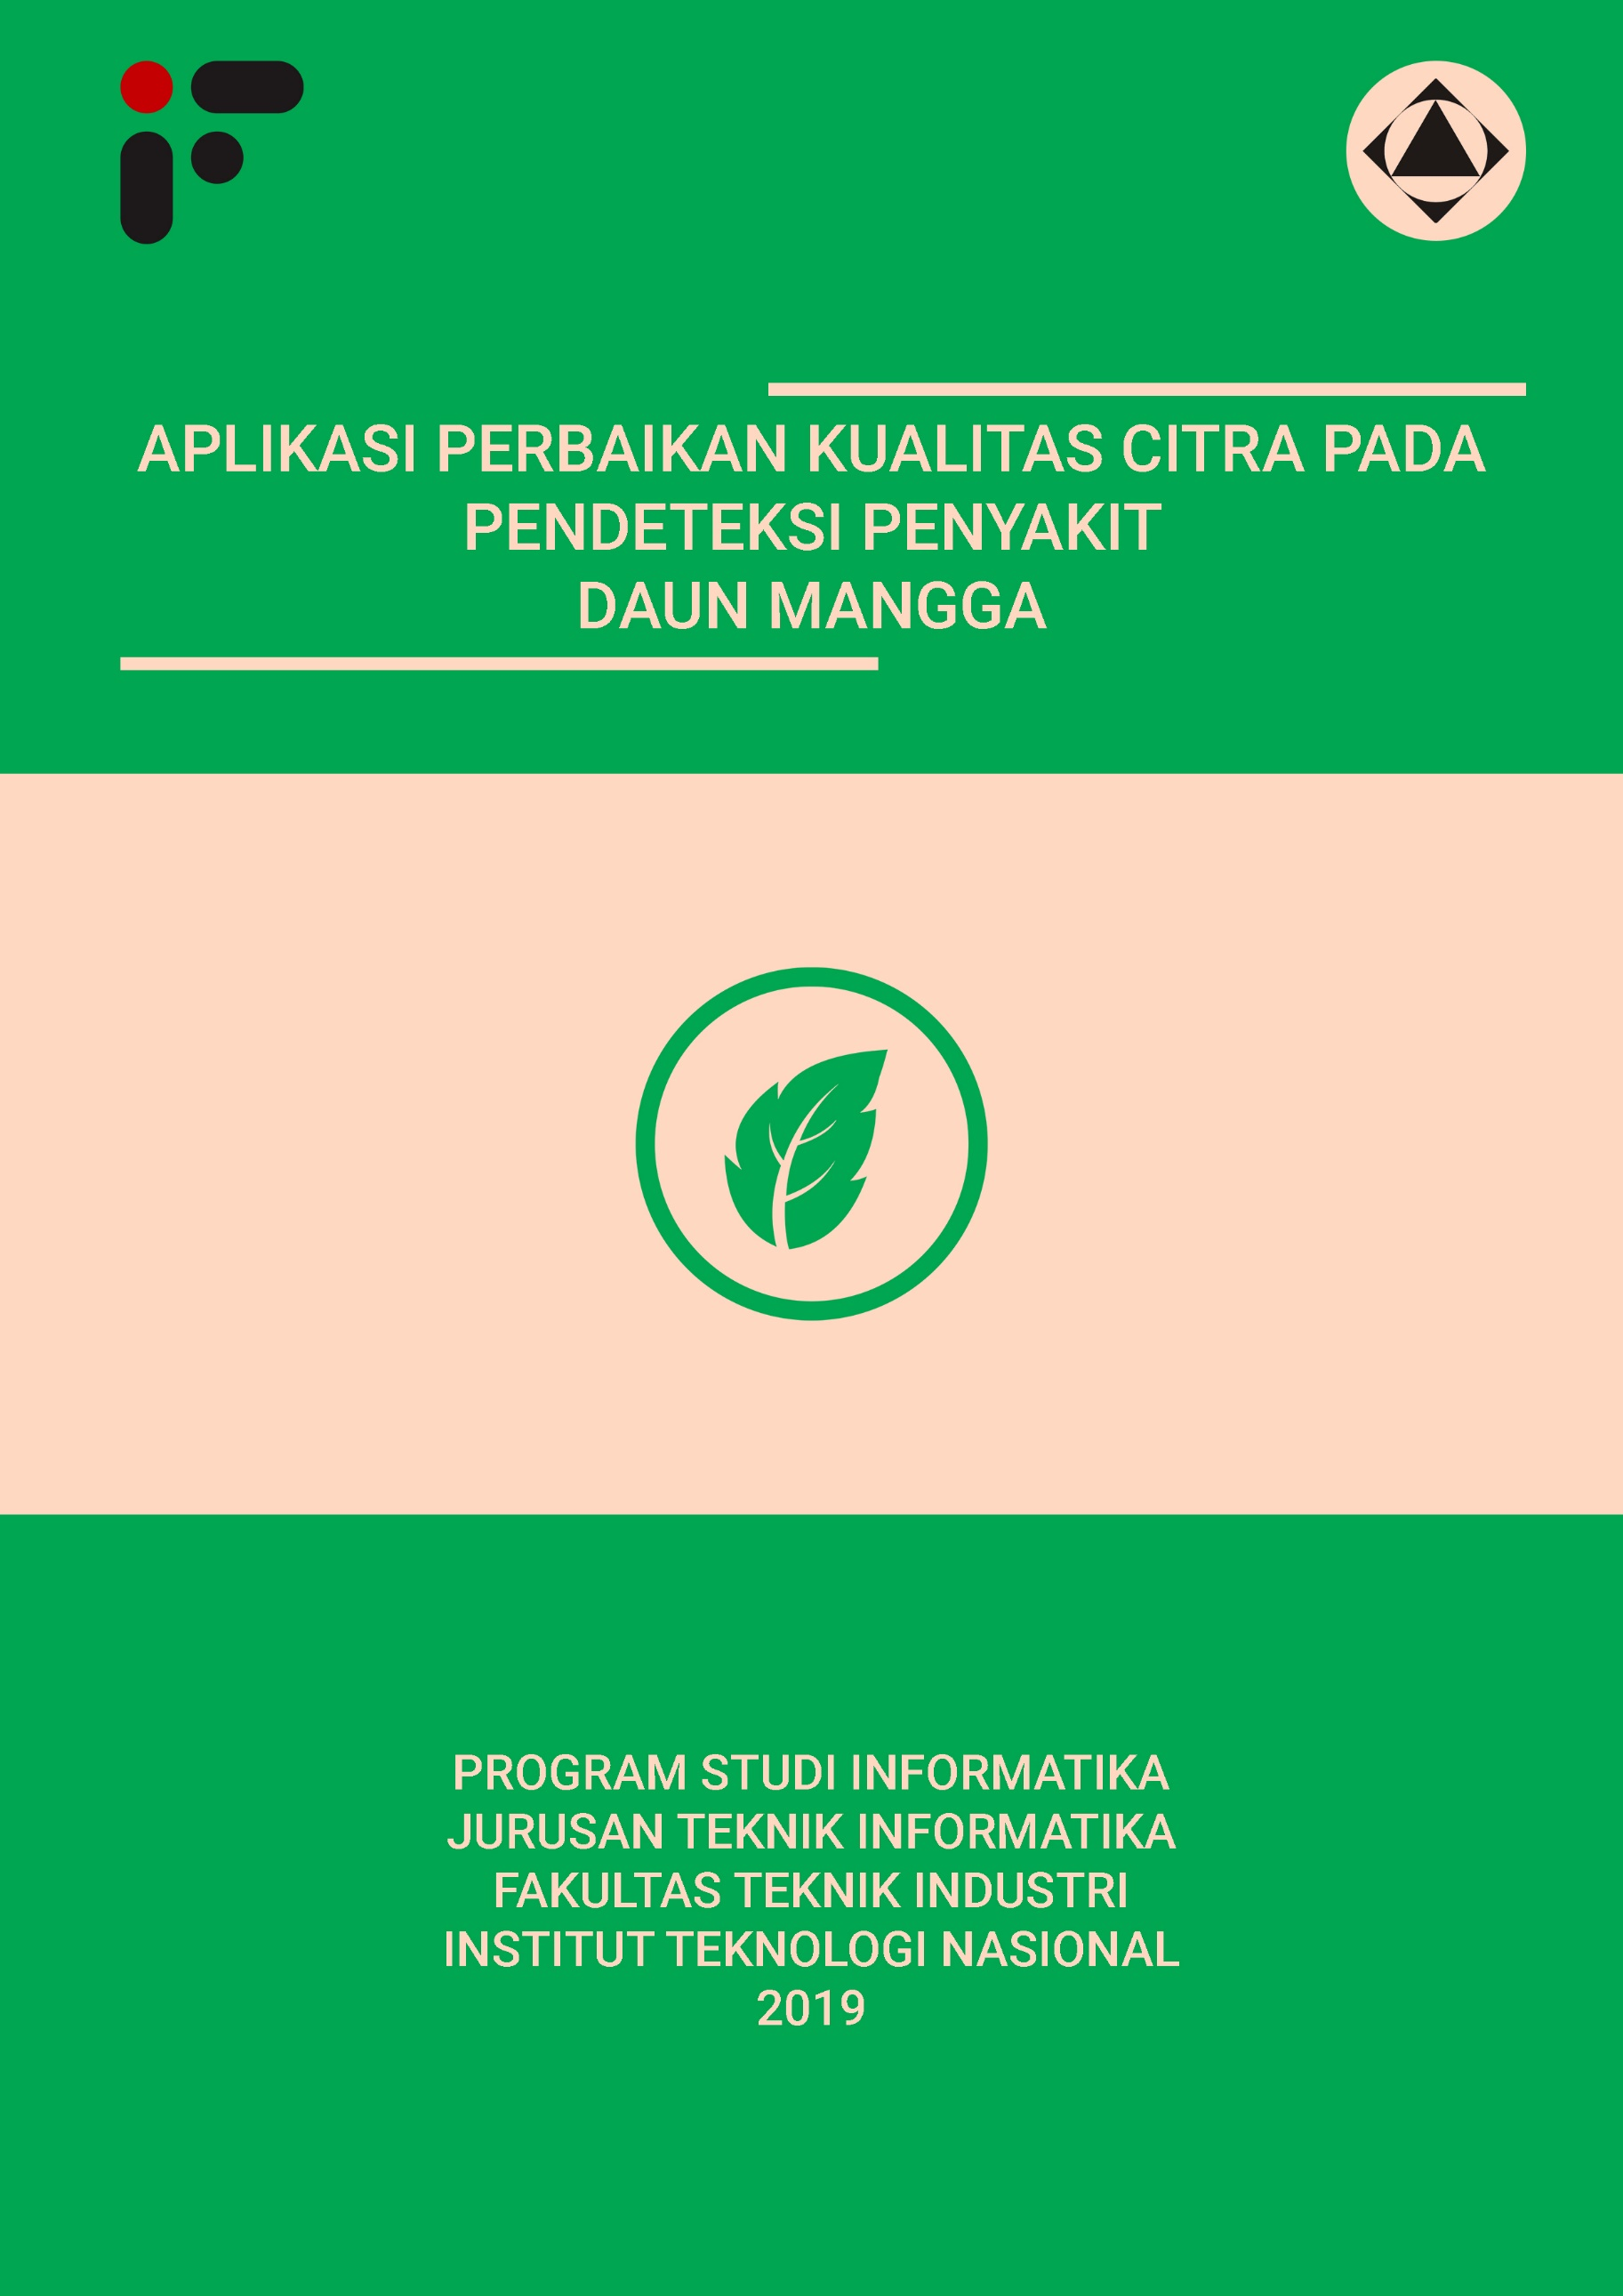 APLIKASI PERBAIKAN KUALITAS CITRA PADA
PENDETEKSI PENYAKIT
DAUN MANGGA
PROGRAM STUDI INFORMATIKA
JURUSAN TEKNIK INFORMATIKA
FAKULTAS TEKNIK INDUSTRI
INSTITUT TEKNOLOGI NASIONAL
2019